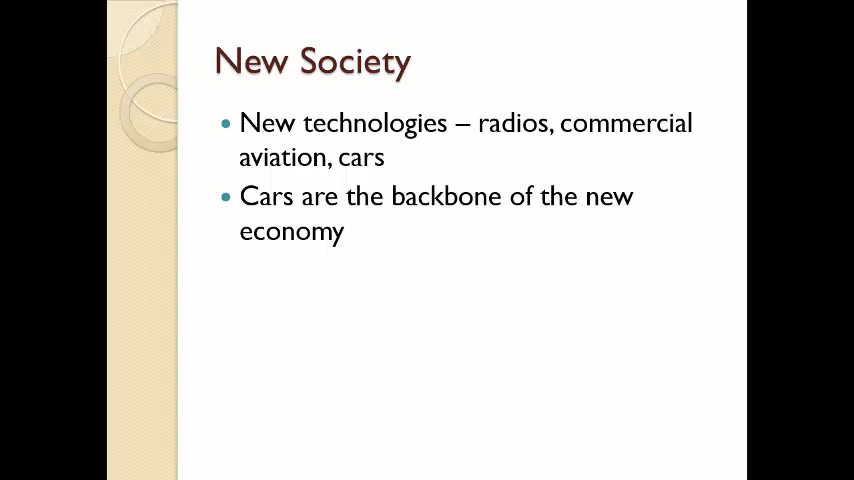 New Society
• New technologies – radios, commercial
aviation, cars
• Cars are the backbone of the new
economy